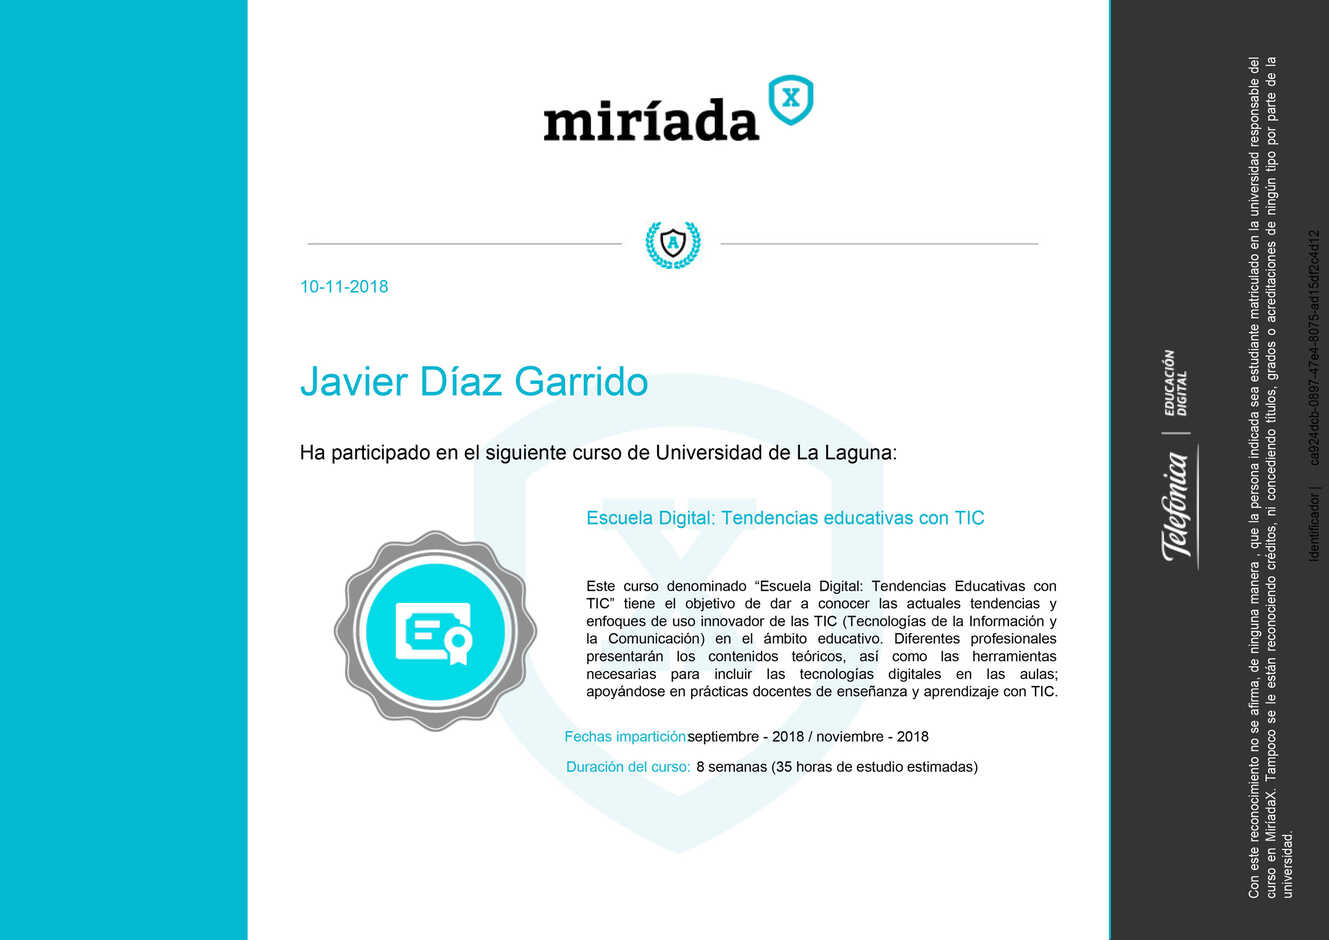 miríada X
A
10-11-2018
Javier Díaz Garrido
Ha participado en el siguiente curso de Universidad de La Laguna:
Escuela Digital: Tendencias educativas con TIC
Este curso denominado “Escuela Digital: Tendencias Educativas con
TIC” tiene el objetivo de dar a conocer las actuales tendencias y
enfoques de uso innovador de las TIC (Tecnologías de la Información y
la Comunicación) en el ámbito educativo. Diferentes profesionales
presentarán los contenidos teóricos, así como las herramientas
necesarias para incluir las tecnologías digitales en las aulas;
apoyándose en prácticas docentes de enseñanza y aprendizaje con TIC.
Fechas impartición:septiembre - 2018 / noviembre - 2018
Duración del curso: 8 semanas (35 horas de estudio estimadas)
Telefónica | EDUCACIÓN
DIGITAL
Con este reconocimiento no se afirma, de ninguna manera , que la persona indicada sea estudiante matriculado en la universidad responsable del
curso en MiríadaX. Tampoco se le están reconociendo créditos, ni concediendo títulos, grados o acreditaciones de ningún tipo por parte de la
universidad.
Identificador | ca924dcb-0897-47e4-8075-ad15df2c4d12